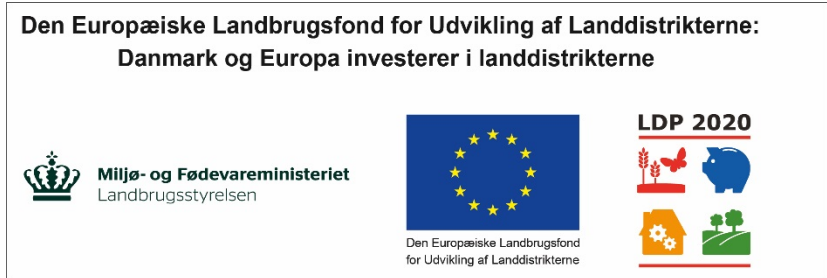 Den Europæiske Landbrugsfond for Udvikling af Landdistrikterne:
Danmark og Europa investerer i landdistrikterne
Miljø- og Fødevareministeriet
Landbrugsstyrelsen
Den Europæiske Landbrugsfond
for Udvikling af Landdistrikterne
LDP 2020